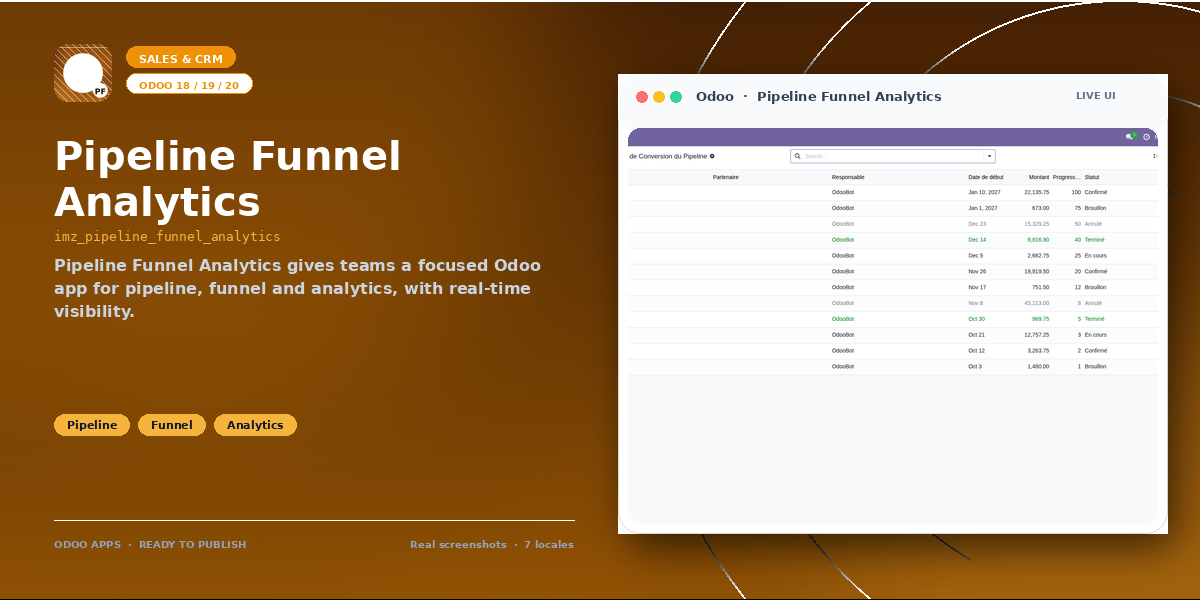 PF
SALES & CRM
ODOO 18 / 19 / 20
Pipeline Funnel
Analytics
imz_pipeline_funnel_analytics
Pipeline Funnel Analytics gives teams a focused Odoo
app for pipeline, funnel and analytics, with real-time
visibility.
Pipeline Funnel Analytics
ODOO APPS · READY TO PUBLISH
Real screenshots · 7 locales
Odoo · Pipeline Funnel Analytics
LIVE UI
de Conversion du Pipeline
Search...
Partenaire Responsable Date de début Montant Progress... Statut
OdooBot Jan 10, 2027 22,135.75 100 Confirmé
OdooBot Jan 1, 2027 673.00 75 Brouillon
OdooBot Dec 23 15,329.25 50 Annulé
OdooBot Dec 14 8,816.90 40 Terminé
OdooBot Dec 5 2,662.75 25 En cours
OdooBot Nov 26 18,919.50 20 Confirmé
OdooBot Nov 17 751.50 12 Brouillon
OdooBot Nov 8 45,213.00 8 Annulé
OdooBot Oct 30 989.75 5 Terminé
OdooBot Oct 21 12,757.25 3 En cours
OdooBot Oct 12 3,263.75 2 Confirmé
OdooBot Oct 3 1,480.00 1 Brouillon